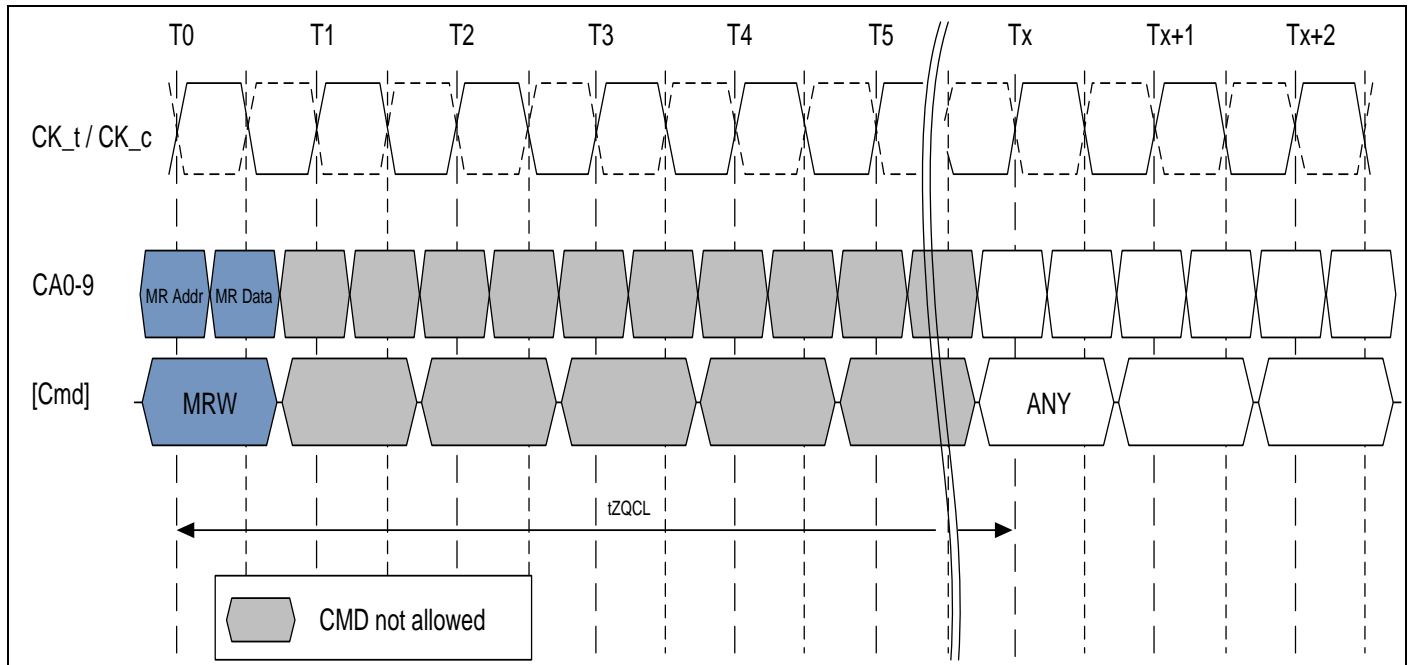 T0 T1 T2 T3 T4 T5 Tx Tx+1 Tx+2
CK_t / CK_c
CA0-9 MR Addr MR Data
[Cmd] MRW ANY
tZQCL
CMD not allowed